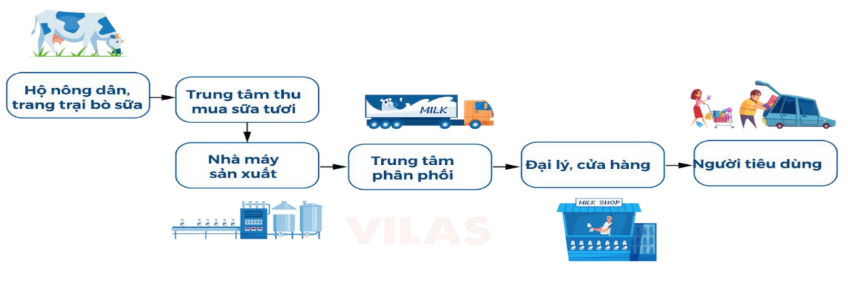 Hộ nông dân,
trang trại bò sữa
Trung tâm thu
mua sữa tươi
MILK
Nhà máy
sản xuất
Trung tâm
phân phối
Đại lý, cửa hàng
Người tiêu dùng
MILK SHOP
VILAS